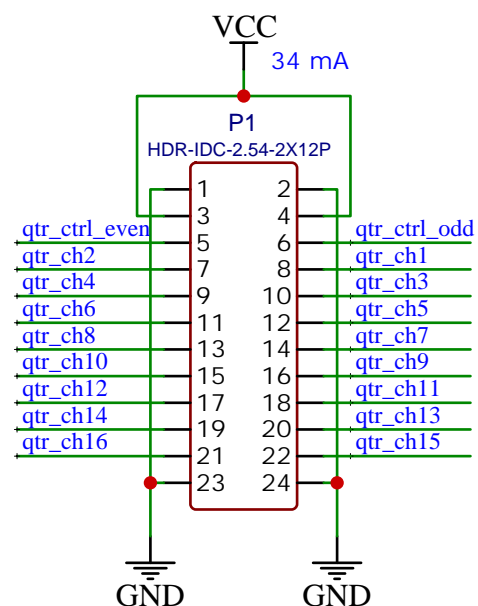 VCC
34 mA
P1
HDR-IDC-2.54-2X12P
1 2
3 4
qtr_ctrl_even 5 6 qtr_ctrl_odd
qtr_ch2 7 8 qtr_ch1
qtr_ch4 9 10 qtr_ch3
qtr_ch6 11 12 qtr_ch5
qtr_ch8 13 14 qtr_ch7
qtr_ch10 15 16 qtr_ch9
qtr_ch12 17 18 qtr_ch11
qtr_ch14 19 20 qtr_ch13
qtr_ch16 21 22 qtr_ch15
23 24
GND GND